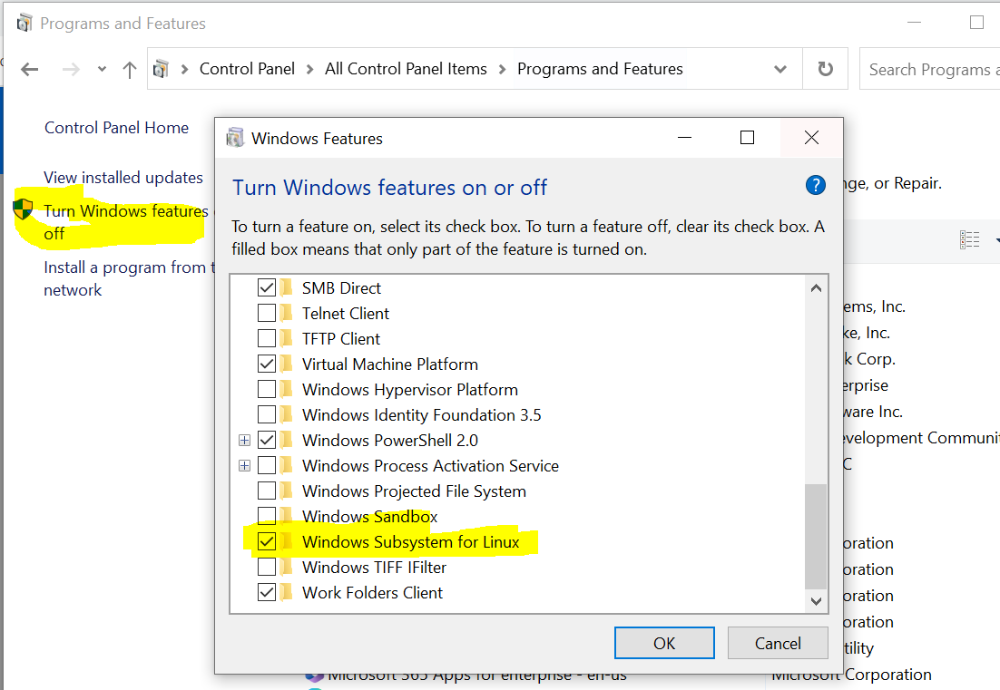 Programs and Features
Control Panel > All Control Panel Items > Programs and Features
Search Programs a
Control Panel Home
View installed updates
Turn Windows features
off
Install a program from t
network
nge, or Repair.
Windows Features
Turn Windows features on or off
?
To turn a feature on, select its check box. To turn a feature off, clear its check box. A
filled box means that only part of the feature is turned on.
SMB Direct
Telnet Client
TFTP Client
Virtual Machine Platform
Windows Hypervisor Platform
Windows Identity Foundation 3.5
Windows PowerShell 2.0
Windows Process Activation Service
Windows Projected File System
Windows Sandbox
Windows Subsystem for Linux
Windows TIFF IFilter
Work Folders Client
OK
Cancel
ems, Inc.
ke, Inc.
k Corp.
erprise
ware Inc.
evelopment Communit
C
oration
oration
oration
oration
tility
Microsoft 365 Apps for enterprise - en-us
Microsoft Corporation